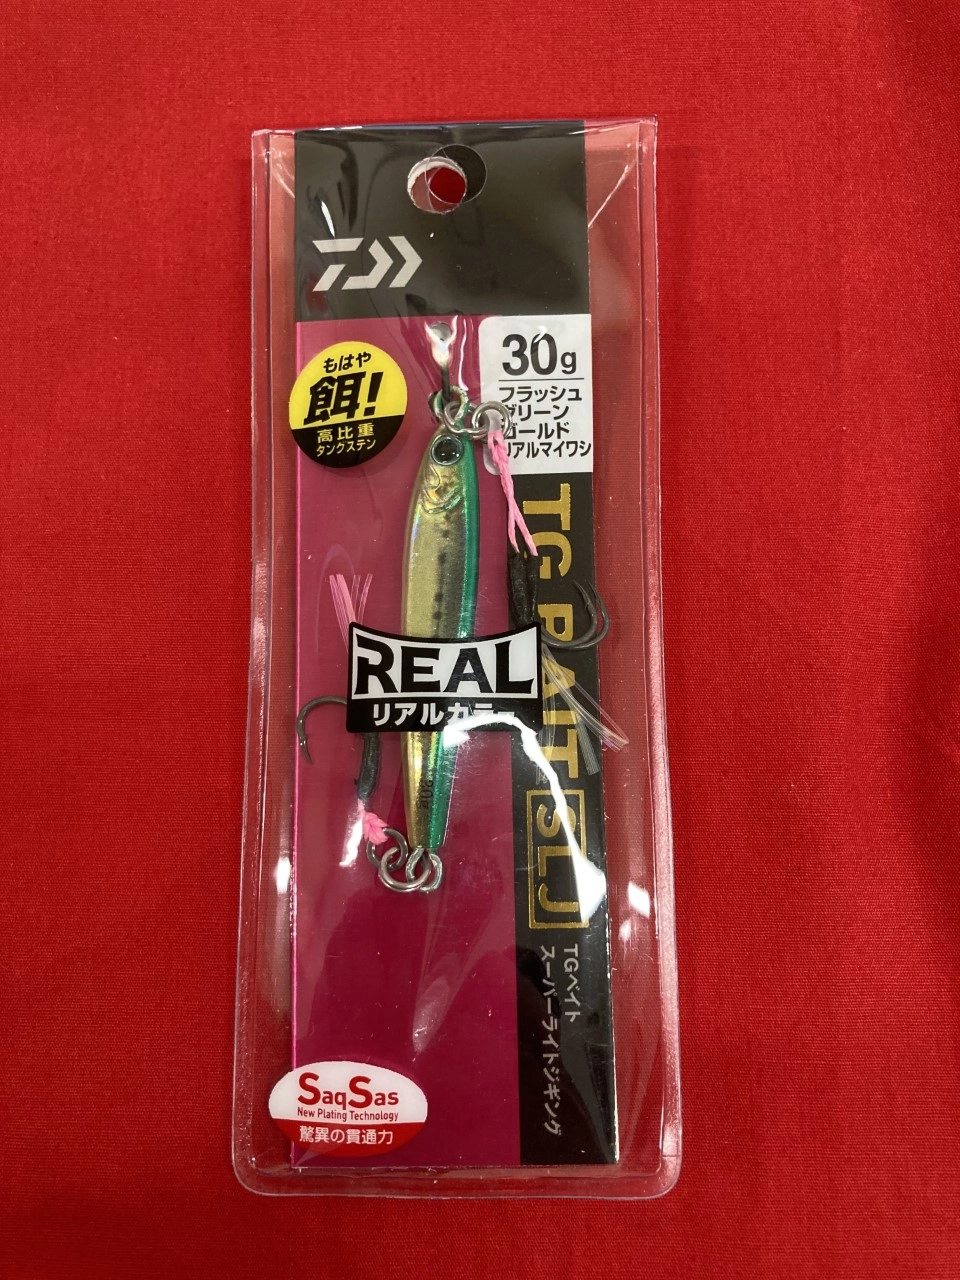 もはや
餌!
高比重
タングステン
30g
フラッシュ
グリーン
ゴールド
リアルマイワシ
TG BAIT SLJ
REAL
リアルカラー
30g
TGベイト
スーパーライトジギング
SaqSas
New Plating Technology
驚異の貫通力